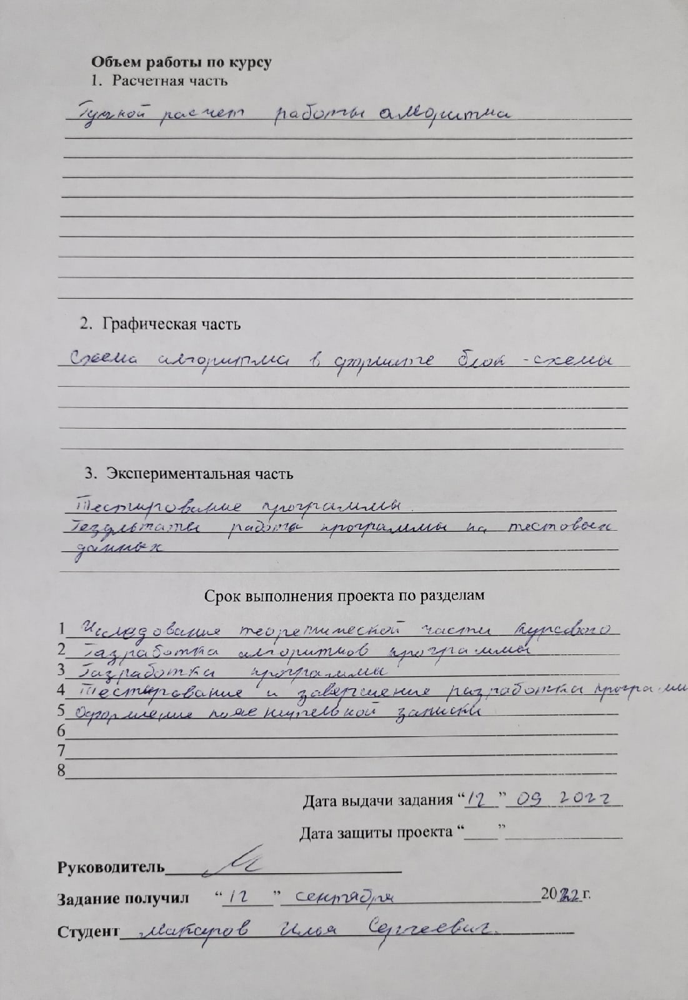 Объем работы по курсу
1. Расчетная часть
Ручной расчет работы алгоритма
2. Графическая часть
Схема алгоритма в формате блок-схемы
3. Экспериментальная часть
Тестирование программы.
Результаты работы программы на тестовых
данных
Срок выполнения проекта по разделам
1 Исследование теоретической части курсового
2 Разработка алгоритмов программы
3 Разработка программы
4 Тестирование и завершение разработки программы
5 Оформление пояснительной записки
6
7
8
Дата выдачи задания “12” 09 2022
Дата защиты проекта “ ”
Руководитель
Задание получил “12” сентября 2022 г.
Студент Макаров Илья Сергеевич.